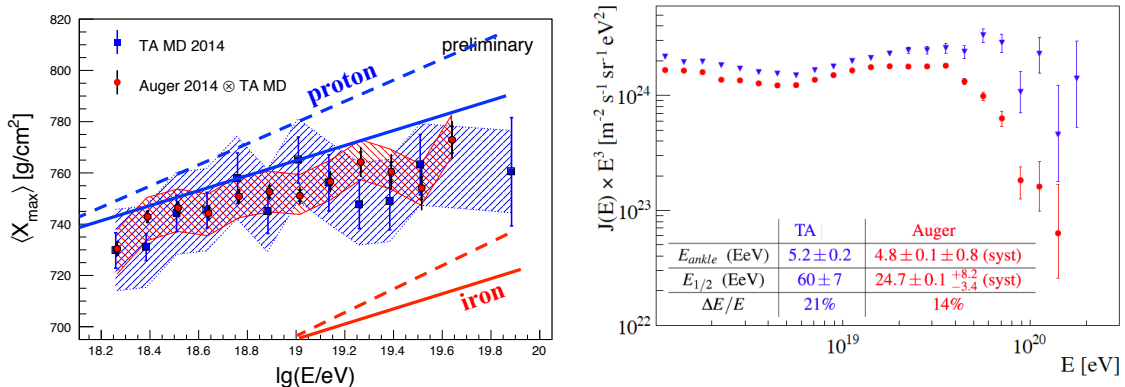 820
800
780
760
740
720
700
⟨X_max⟩ [g/cm²]
TA MD 2014
Auger 2014 ⊗ TA MD
preliminary
proton
iron
18.2 18.4 18.6 18.8 19 19.2 19.4 19.6 19.8 20
lg(E/eV)
J(E) × E³ [m⁻² s⁻¹ sr⁻¹ eV²]
10²⁴
10²³
10²²
TA Auger
E_ankle (EeV) 5.2 ± 0.2 4.8 ± 0.1 ± 0.8 (syst)
E_1/2 (EeV) 60 ± 7 24.7 ± 0.1 +8.2 −3.4 (syst)
ΔE/E 21% 14%
10¹⁹ 10²⁰
E [eV]